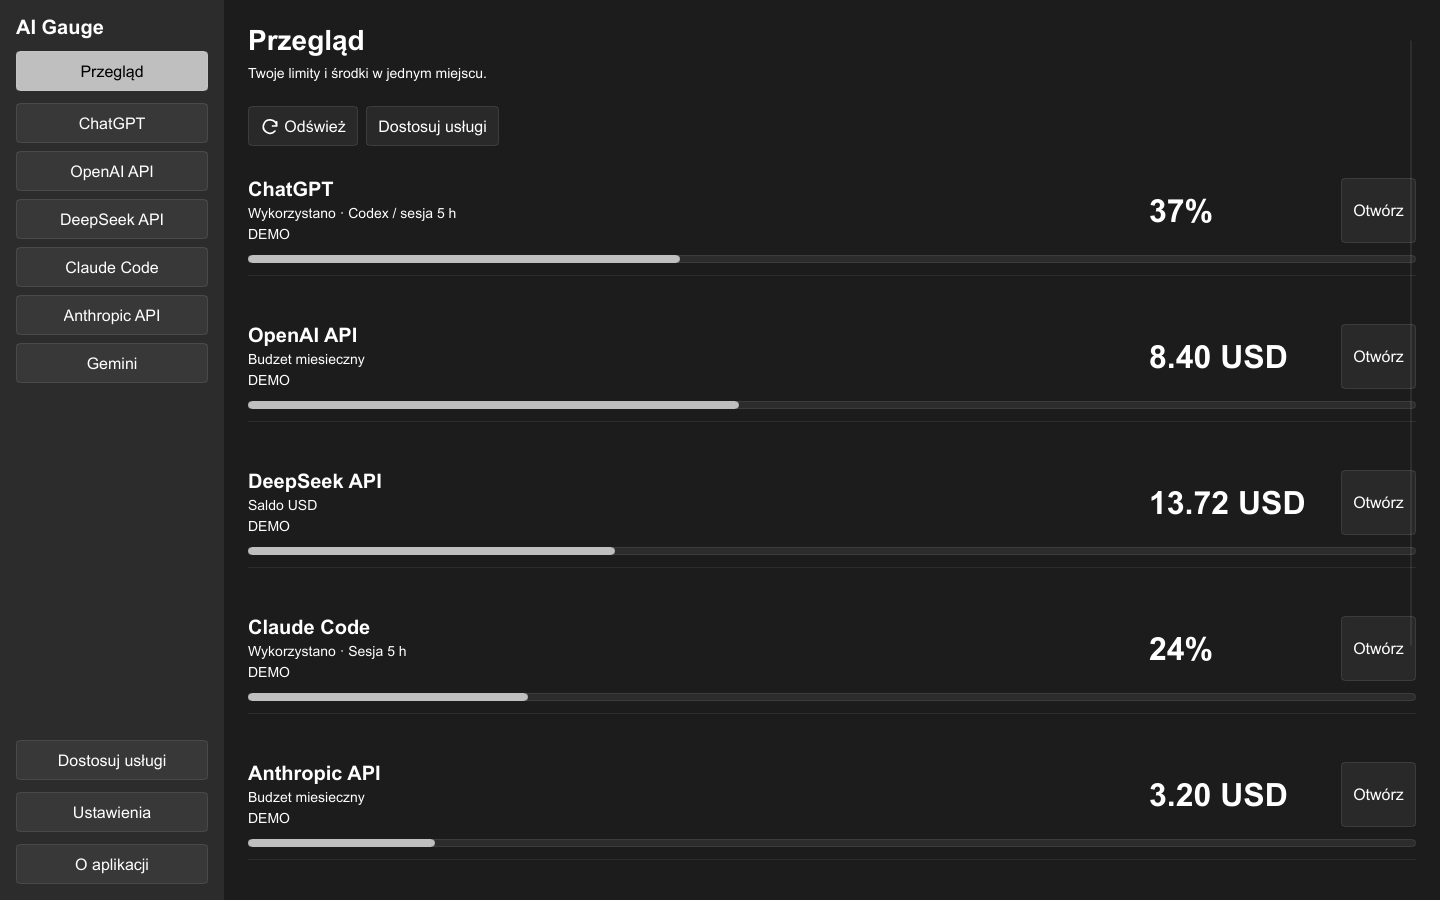 AI Gauge
Przegląd
ChatGPT
OpenAI API
DeepSeek API
Claude Code
Anthropic API
Gemini
Dostosuj usługi
Ustawienia
O aplikacji
Przegląd
Twoje limity i środki w jednym miejscu.
Odśwież
Dostosuj usługi
ChatGPT
Wykorzystano · Codex / sesja 5 h
DEMO
37%
Otwórz
OpenAI API
Budzet miesieczny
DEMO
8.40 USD
Otwórz
DeepSeek API
Saldo USD
DEMO
13.72 USD
Otwórz
Claude Code
Wykorzystano · Sesja 5 h
DEMO
24%
Otwórz
Anthropic API
Budzet miesieczny
DEMO
3.20 USD
Otwórz